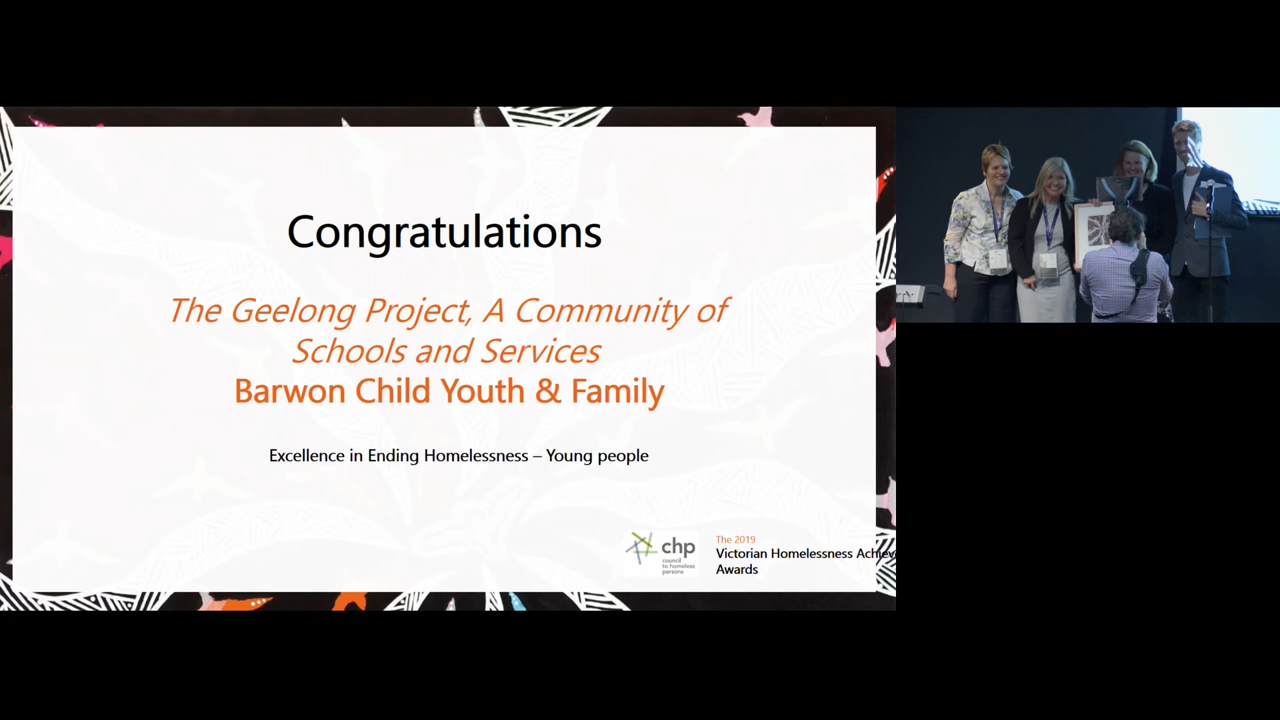 Congratulations
The Geelong Project, A Community of
Schools and Services
Barwon Child Youth & Family
Excellence in Ending Homelessness – Young people
chp
council
to homeless
persons
The 2019
Victorian Homelessness Achiev
Awards